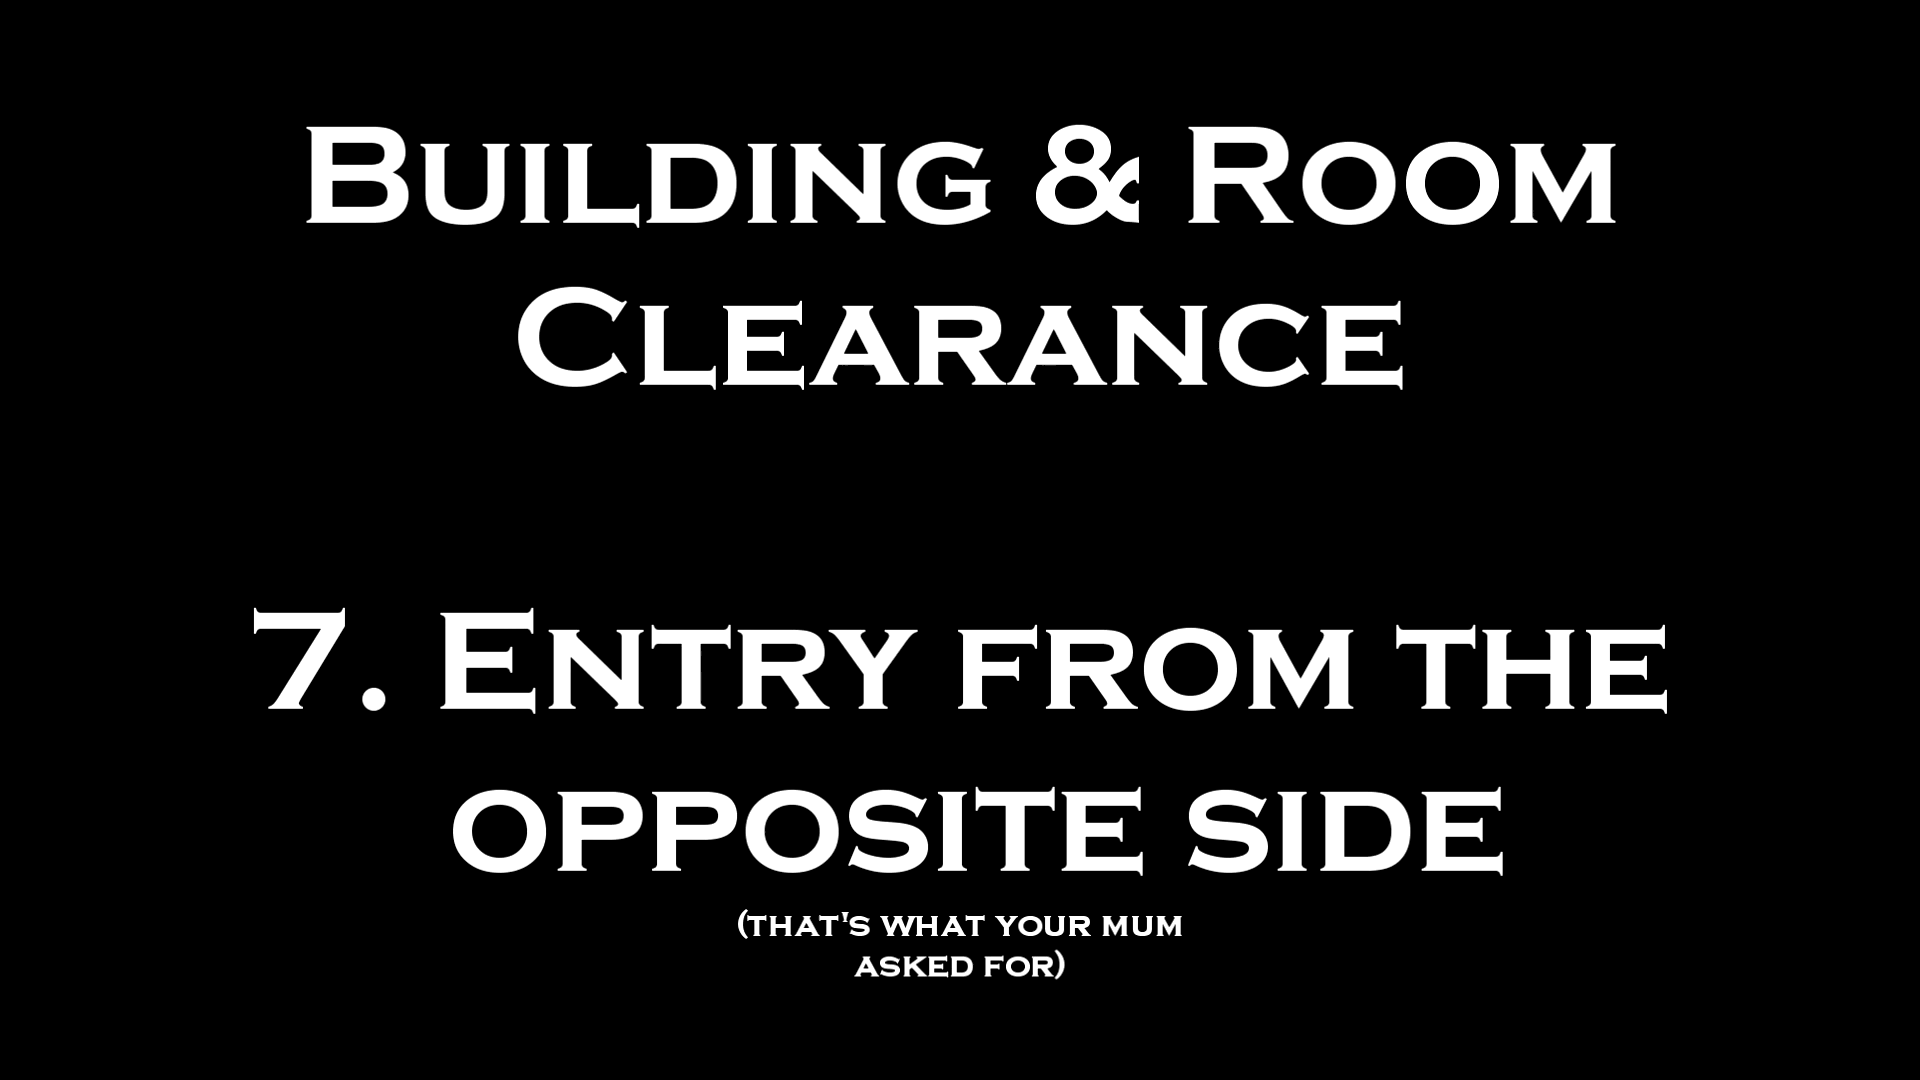 Building & Room
Clearance
7. Entry from the
opposite side
(that's what your mum
asked for)